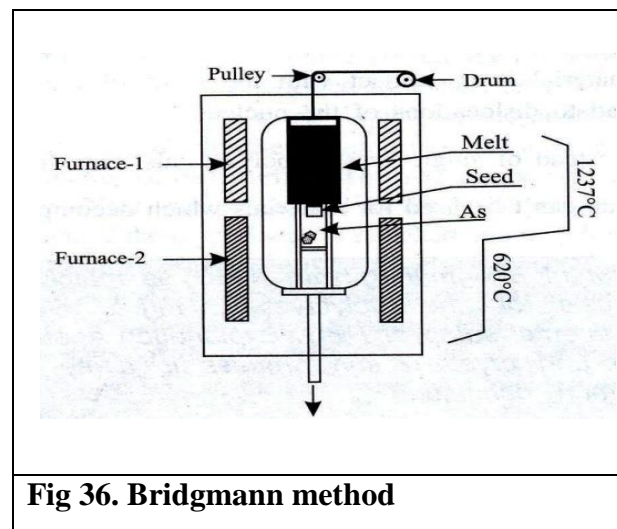 Pulley
Drum
Furnace-1
Melt
Seed
As
Furnace-2
1237°C
620°C
Fig 36. Bridgmann method